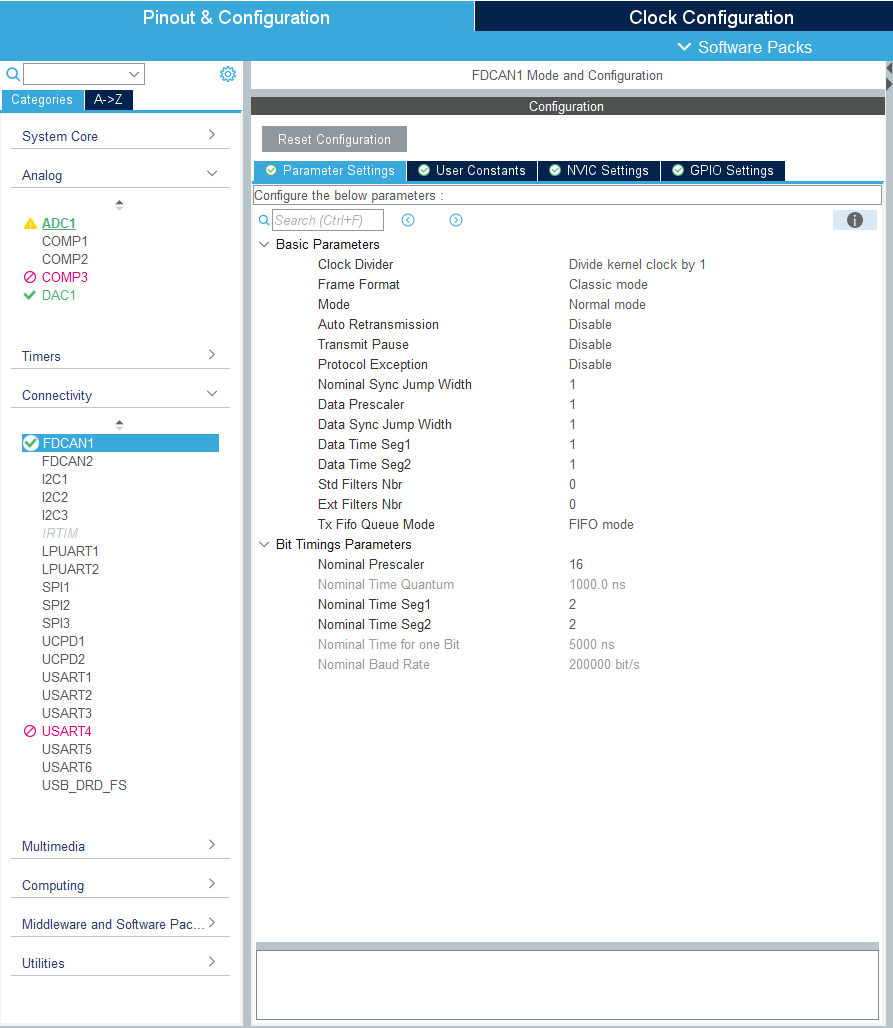 Pinout & Configuration
Clock Configuration
Software Packs
Categories
A->Z
System Core
Analog
ADC1
COMP1
COMP2
COMP3
DAC1
Timers
Connectivity
FDCAN1
FDCAN2
I2C1
I2C2
I2C3
IRTIM
LPUART1
LPUART2
SPI1
SPI2
SPI3
UCPD1
UCPD2
USART1
USART2
USART3
USART4
USART5
USART6
USB_DRD_FS
Multimedia
Computing
Middleware and Software Pac...
Utilities
FDCAN1 Mode and Configuration
Configuration
Reset Configuration
Parameter Settings
User Constants
NVIC Settings
GPIO Settings
Configure the below parameters :
Search (Ctrl+F)
Basic Parameters
Clock Divider Divide kernel clock by 1
Frame Format Classic mode
Mode Normal mode
Auto Retransmission Disable
Transmit Pause Disable
Protocol Exception Disable
Nominal Sync Jump Width 1
Data Prescaler 1
Data Sync Jump Width 1
Data Time Seg1 1
Data Time Seg2 1
Std Filters Nbr 0
Ext Filters Nbr 0
Tx Fifo Queue Mode FIFO mode
Bit Timings Parameters
Nominal Prescaler 16
Nominal Time Quantum 1000.0 ns
Nominal Time Seg1 2
Nominal Time Seg2 2
Nominal Time for one Bit 5000 ns
Nominal Baud Rate 200000 bit/s